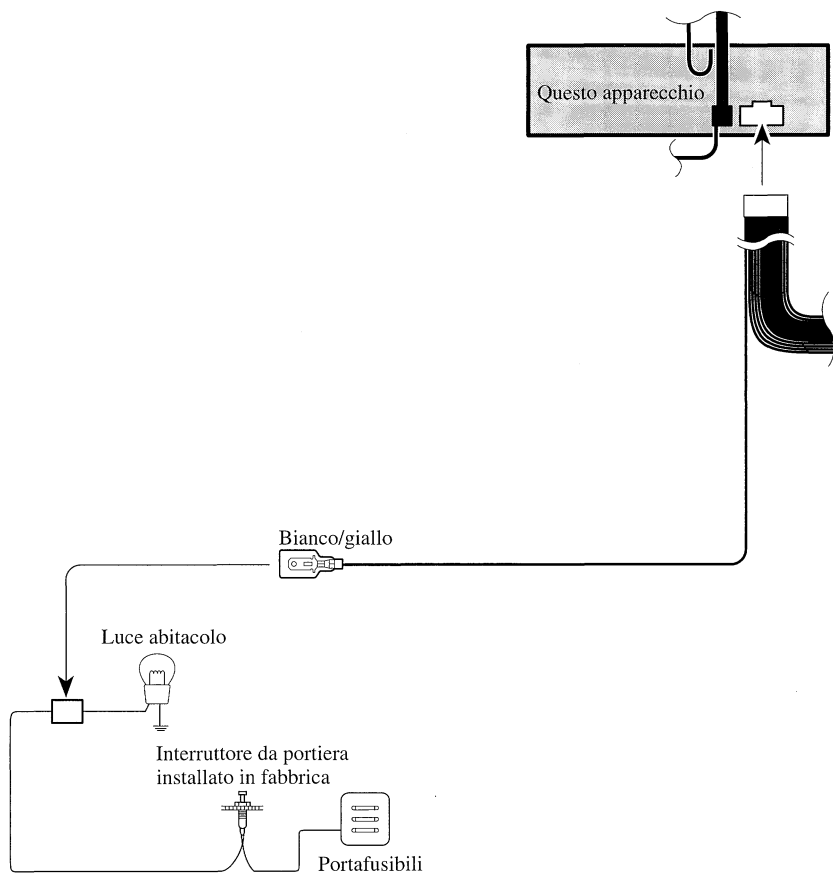 Questo apparecchio
Bianco/giallo
Luce abitacolo
Interruttore da portiera
installato in fabbrica
Portafusibili